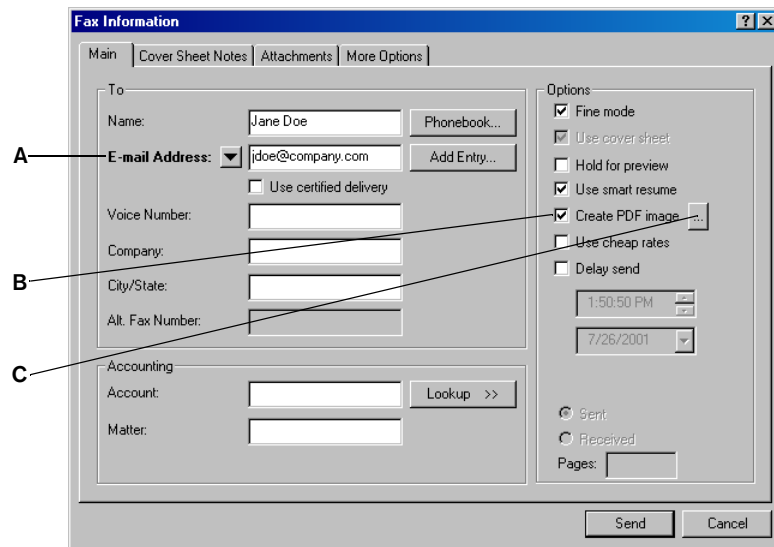 Fax Information
Main Cover Sheet Notes Attachments More Options
To
Name: Jane Doe Phonebook...
A
E-mail Address: jdoe@company.com Add Entry...
Use certified delivery
Voice Number:
Company:
B
City/State:
Alt. Fax Number:
C
Accounting
Account: Lookup >>
Matter:
Options
Fine mode
Use cover sheet
Hold for preview
Use smart resume
Create PDF image ...
Use cheap rates
Delay send
1:50:50 PM
7/26/2001
Sent
Received
Pages:
Send Cancel